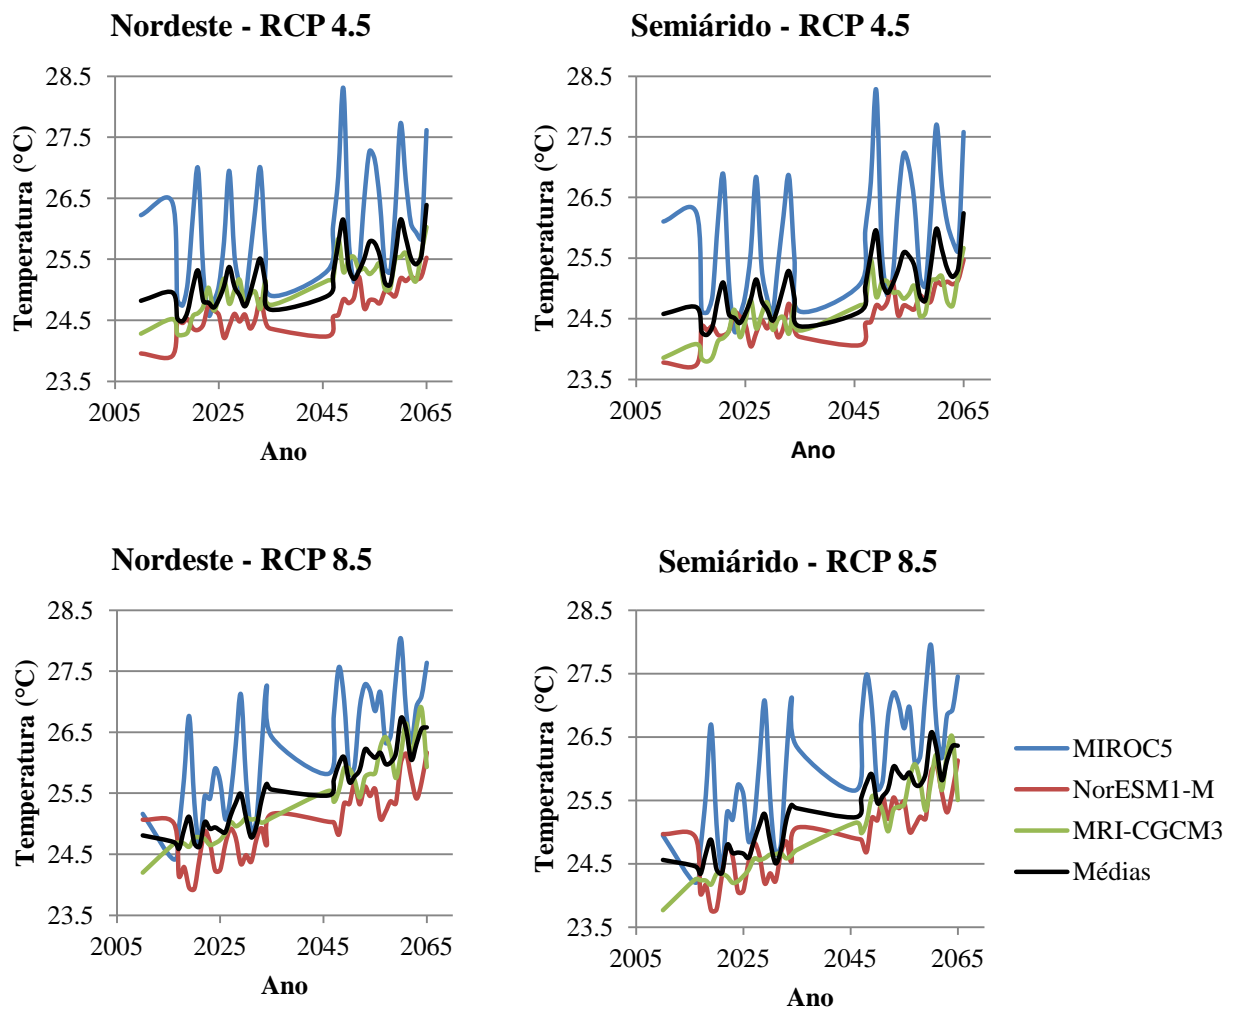 Nordeste - RCP 4.5
28.5
27.5
26.5
25.5
24.5
23.5
Temperatura (°C)
2005 2025 2045 2065
Ano
Semiárido - RCP 4.5
28.5
27.5
26.5
25.5
24.5
23.5
Temperatura (°C)
2005 2025 2045 2065
Ano
Nordeste - RCP 8.5
28.5
27.5
26.5
25.5
24.5
23.5
Temperatura (°C)
2005 2025 2045 2065
Ano
Semiárido - RCP 8.5
28.5
27.5
26.5
25.5
24.5
23.5
Temperatura (°C)
2005 2025 2045 2065
Ano
MIROC5
NorESM1-M
MRI-CGCM3
Médias